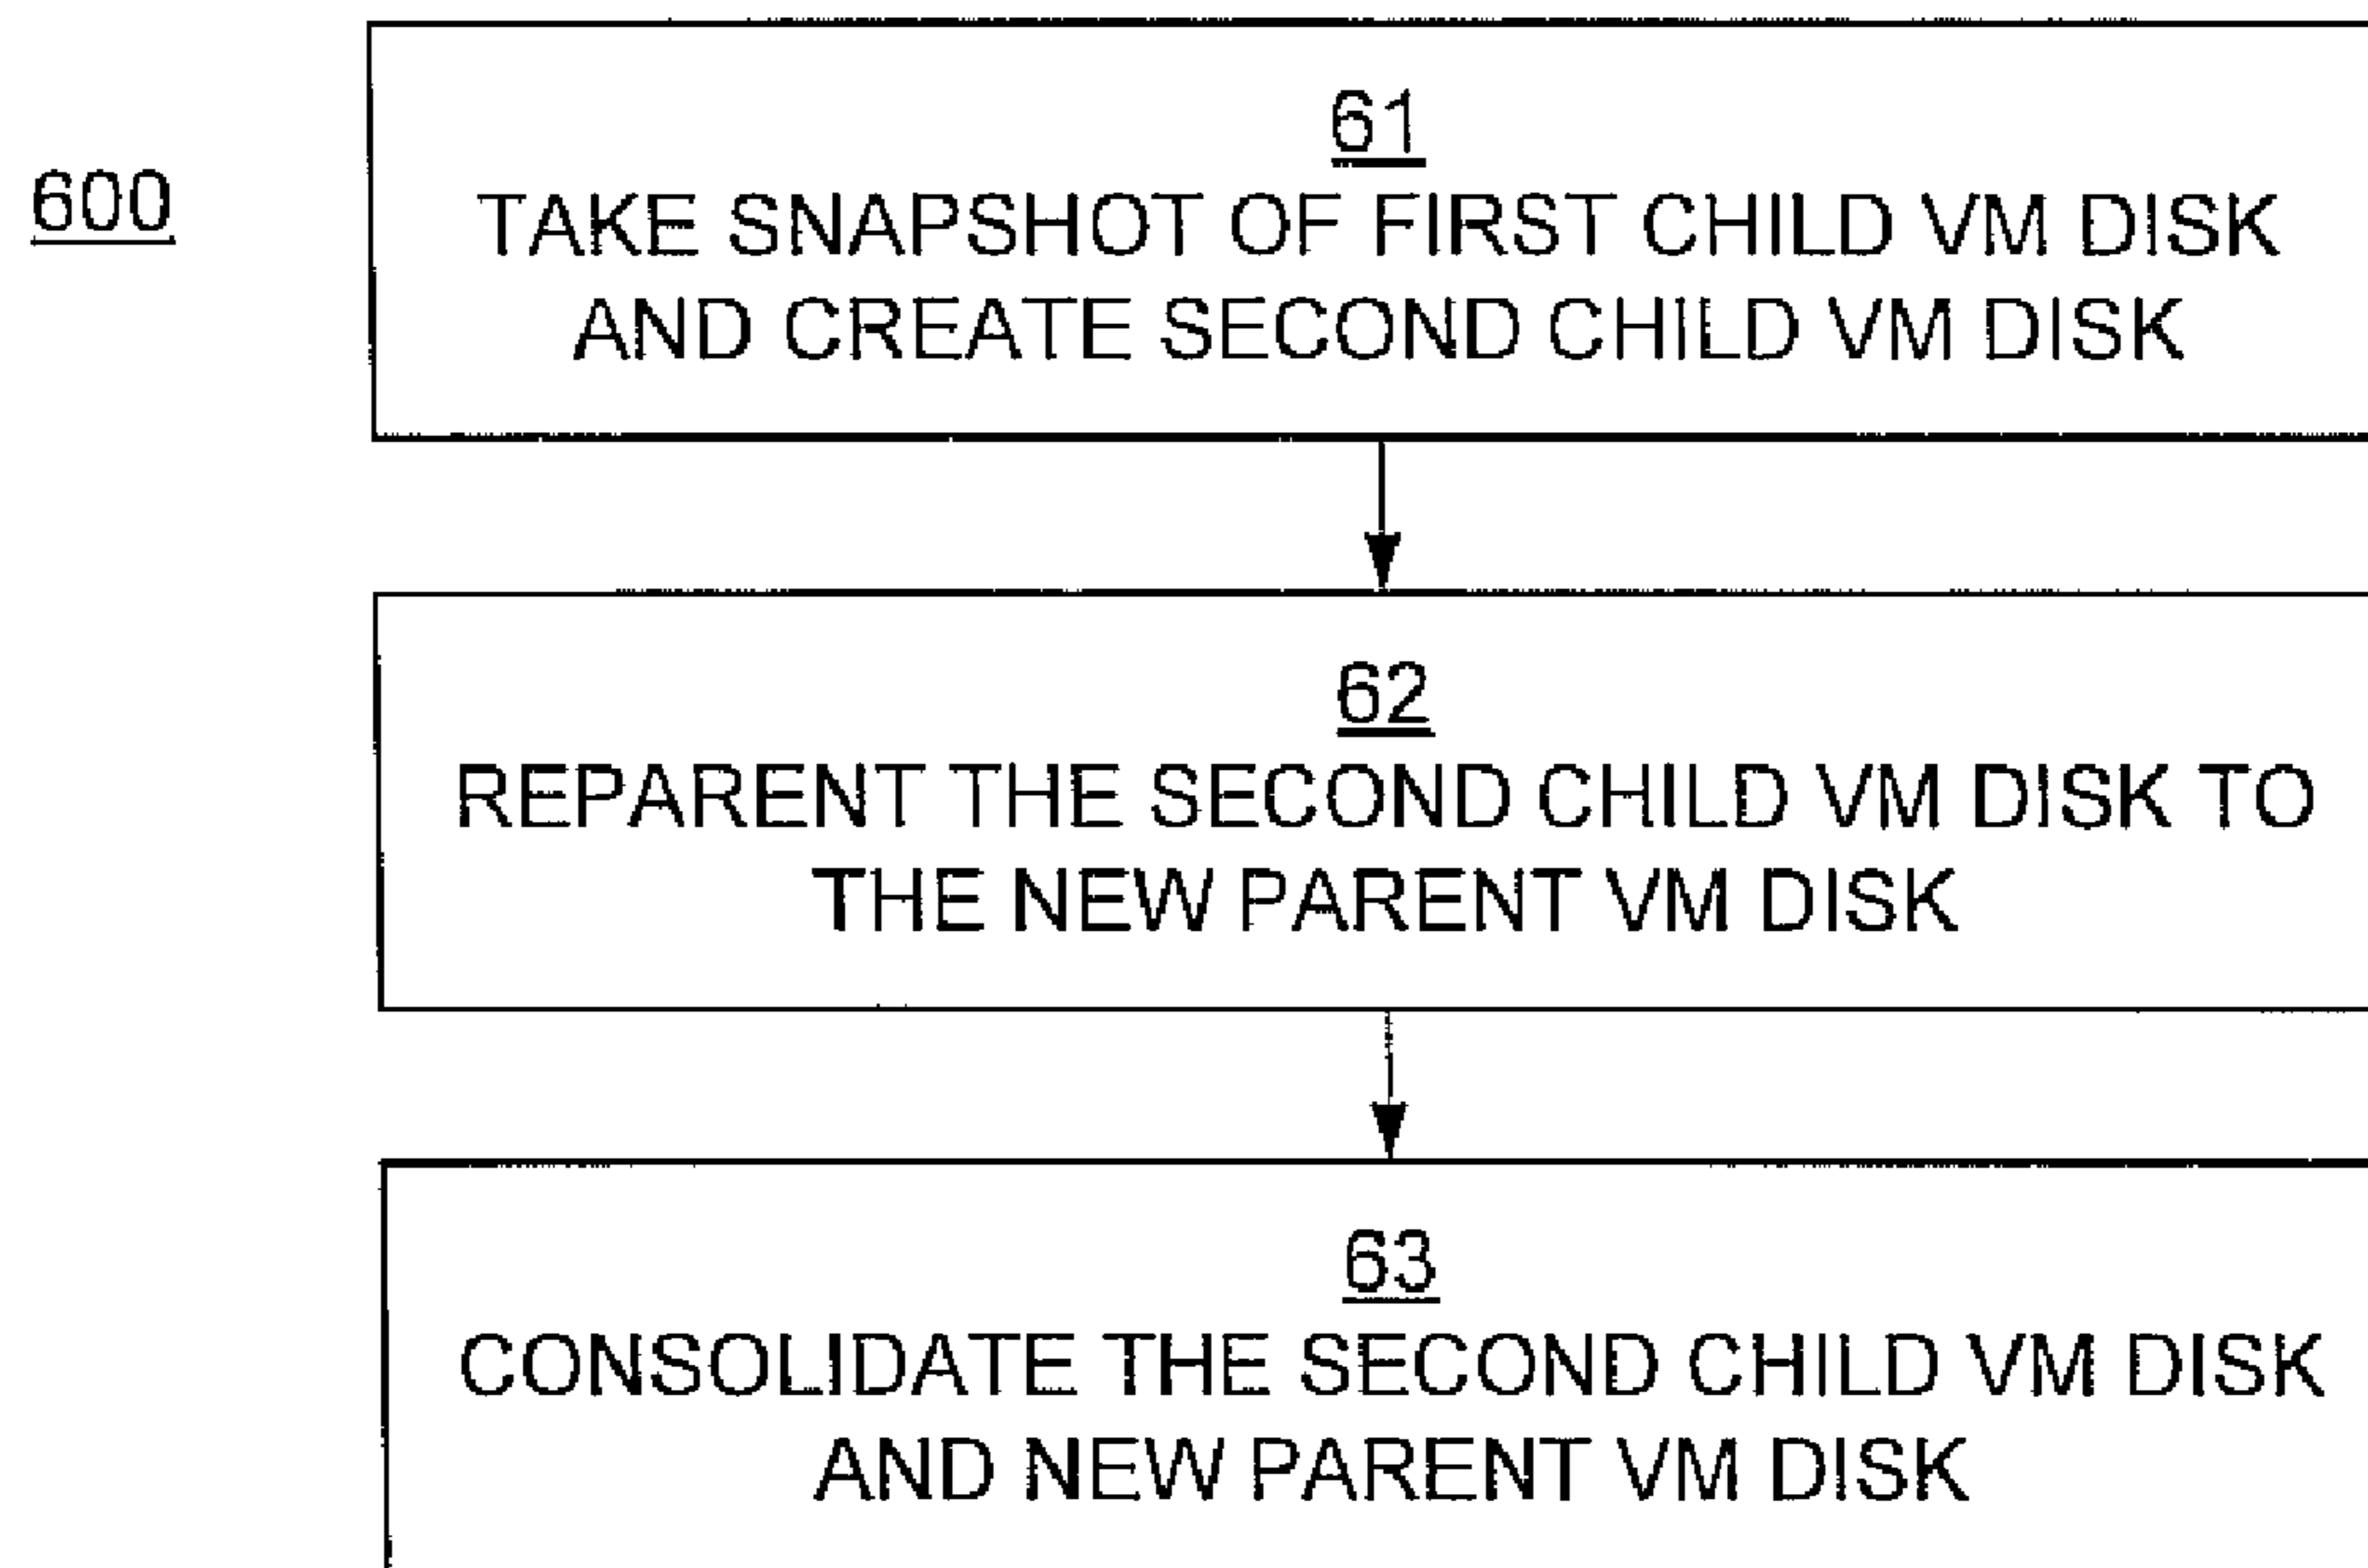 600
61
TAKE SNAPSHOT OF FIRST CHILD VM DISK
AND CREATE SECOND CHILD VM DISK
62
REPARENT THE SECOND CHILD VM DISK TO
THE NEW PARENT VM DISK
63
CONSOLIDATE THE SECOND CHILD VM DISK
AND NEW PARENT VM DISK